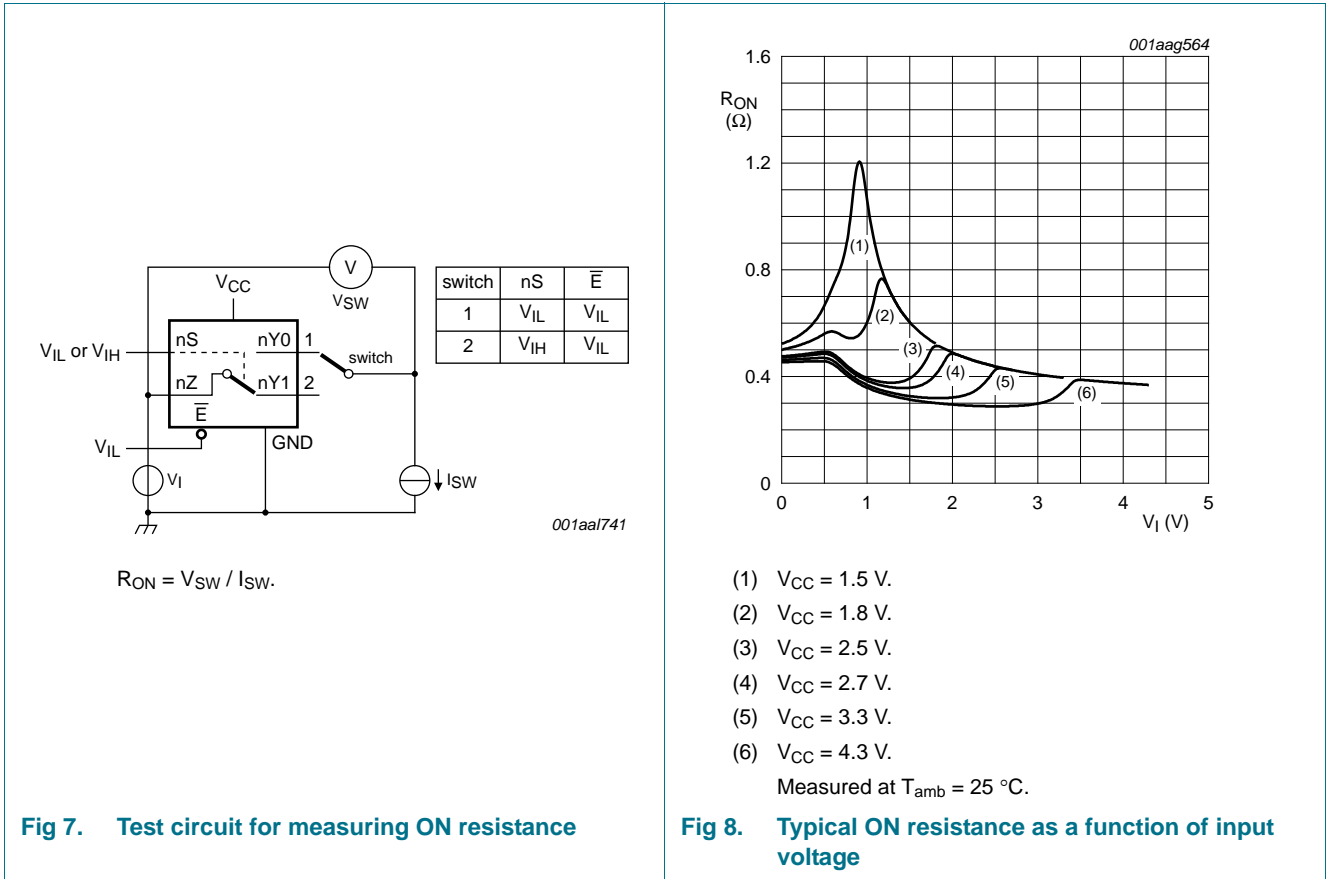 V
VSW
VCC
switch nS E
1 VIL VIL
2 VIH VIL
VIL or VIH
nS nY0 1
switch
nZ nY1 2
E
VIL
GND
VI
ISW
001aal741
RON = VSW / ISW.
Fig 7. Test circuit for measuring ON resistance
001aag564
1.6
RON
(Ω)
1.2
(1)
0.8
(2)
(3)
0.4
(4)
(5)
(6)
0
0 1 2 3 4 5
VI (V)
(1) VCC = 1.5 V.
(2) VCC = 1.8 V.
(3) VCC = 2.5 V.
(4) VCC = 2.7 V.
(5) VCC = 3.3 V.
(6) VCC = 4.3 V.
Measured at Tamb = 25 °C.
Fig 8. Typical ON resistance as a function of input
voltage